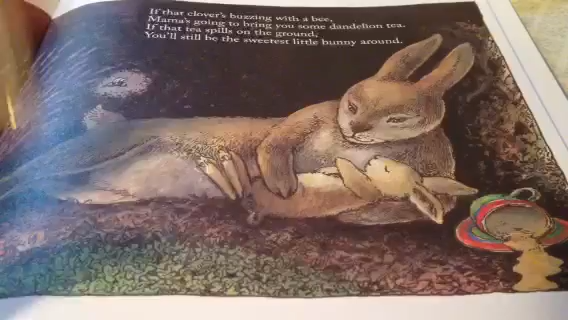 If that clover's buzzing with a bee,
Mama's going to bring you some dandelion tea.
If that tea spills on the ground,
You'll still be the sweetest little bunny around.